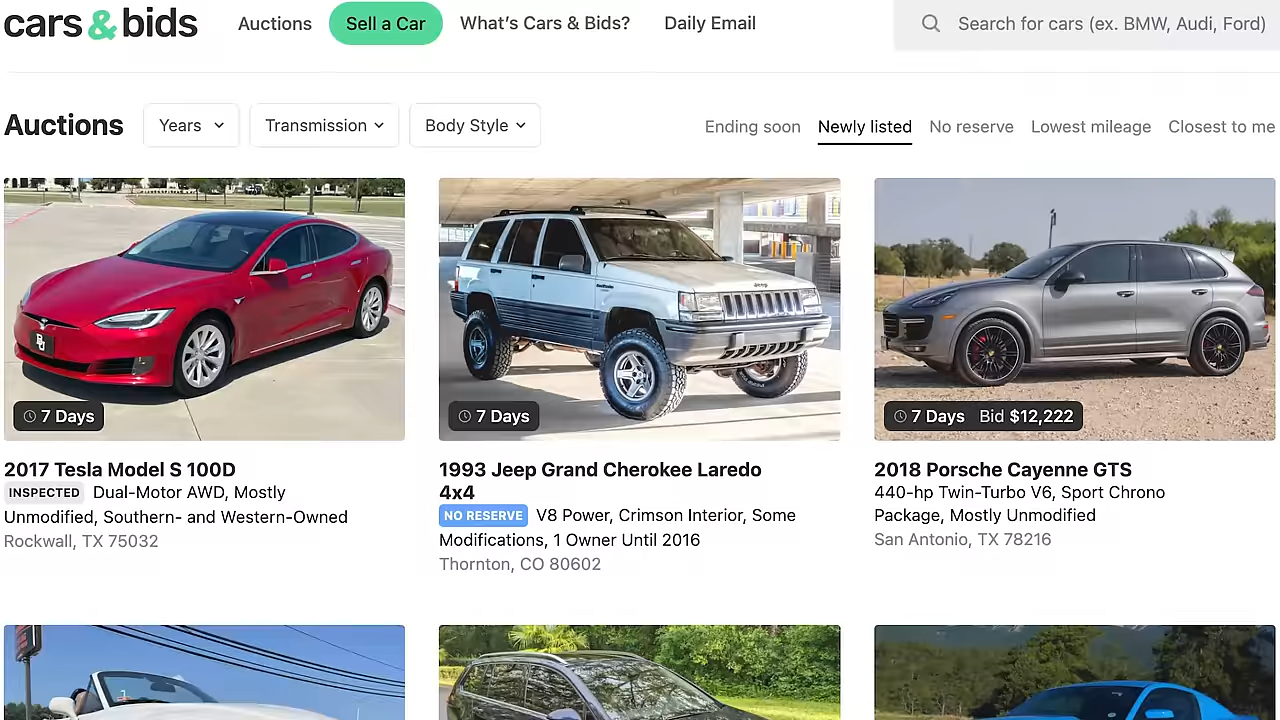 cars & bids
Auctions
Sell a Car
What's Cars & Bids?
Daily Email
Search for cars (ex. BMW, Audi, Ford)
Auctions
Years
Transmission
Body Style
Ending soon
Newly listed
No reserve
Lowest mileage
Closest to me
7 Days
7 Days
7 Days Bid $12,222
2017 Tesla Model S 100D
INSPECTED Dual-Motor AWD, Mostly
Unmodified, Southern- and Western-Owned
Rockwall, TX 75032
1993 Jeep Grand Cherokee Laredo
4x4
NO RESERVE V8 Power, Crimson Interior, Some
Modifications, 1 Owner Until 2016
Thornton, CO 80602
2018 Porsche Cayenne GTS
440-hp Twin-Turbo V6, Sport Chrono
Package, Mostly Unmodified
San Antonio, TX 78216